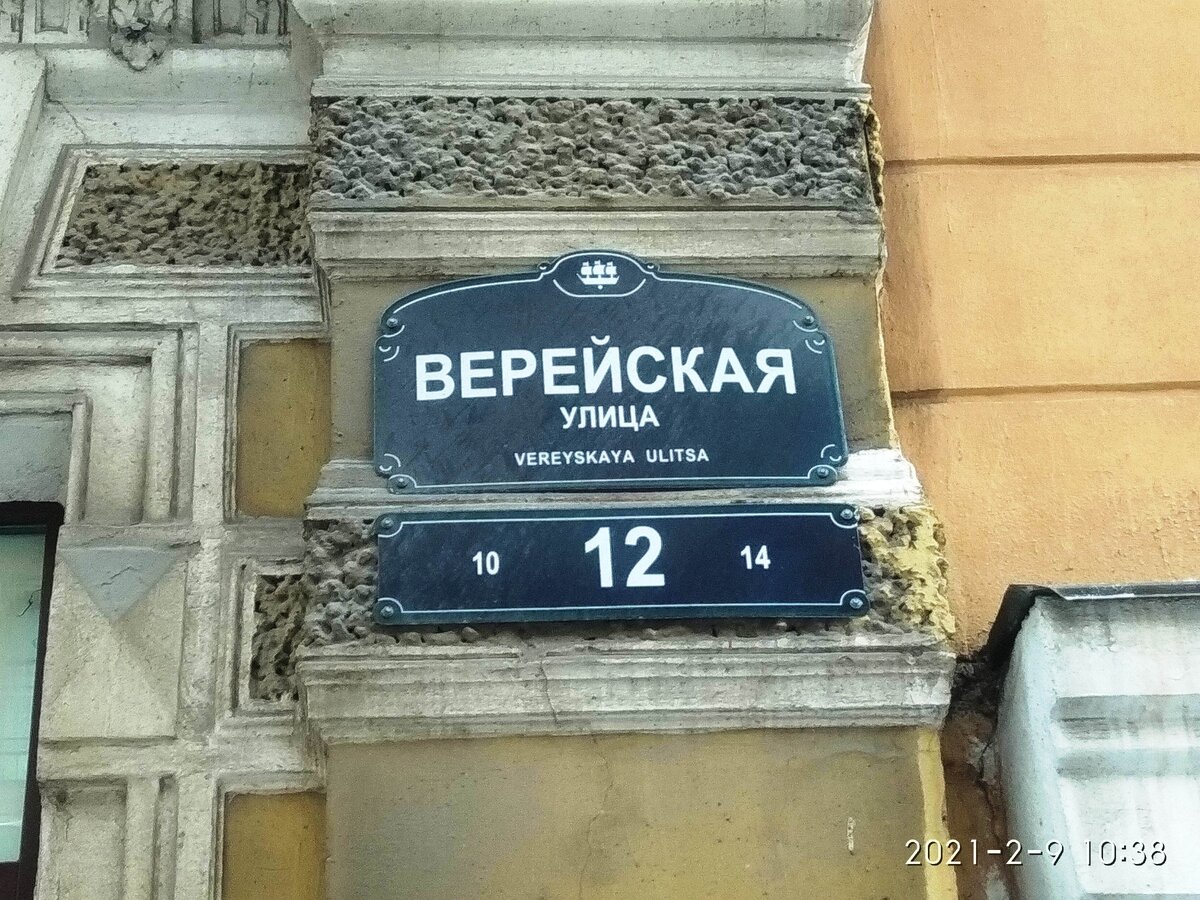 ВЕРЕЙСКАЯ
УЛИЦА
VEREYSKAYA ULITSA
10 12 14
2021-2-9 10:38